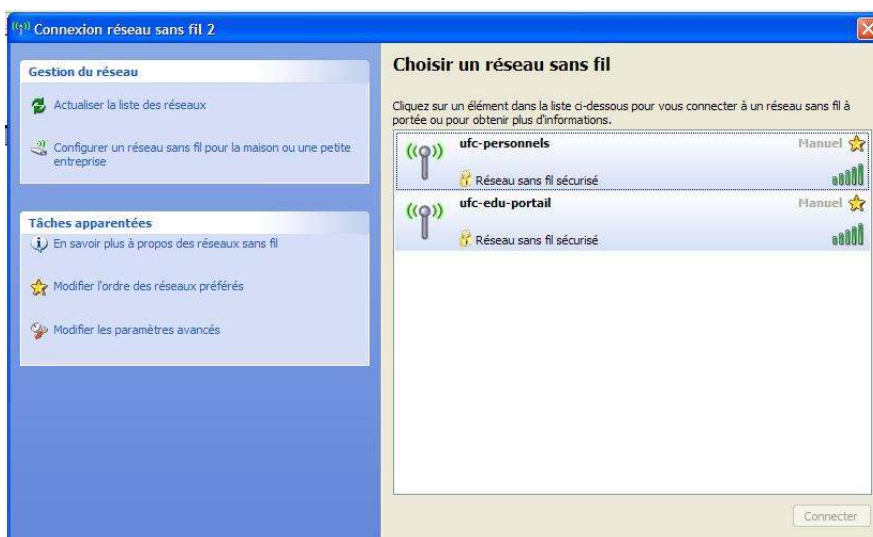 Connexion réseau sans fil 2
Gestion du réseau
Actualiser la liste des réseaux
Configurer un réseau sans fil pour la maison ou une petite
entreprise
Tâches apparentées
En savoir plus à propos des réseaux sans fil
Modifier l'ordre des réseaux préférés
Modifier les paramètres avancés
Choisir un réseau sans fil
Cliquez sur un élément dans la liste ci-dessous pour vous connecter à un réseau sans fil à
portée ou pour obtenir plus d'informations.
ufc-personnels Manuel
Réseau sans fil sécurisé
ufc-edu-portail Manuel
Réseau sans fil sécurisé
Connecter